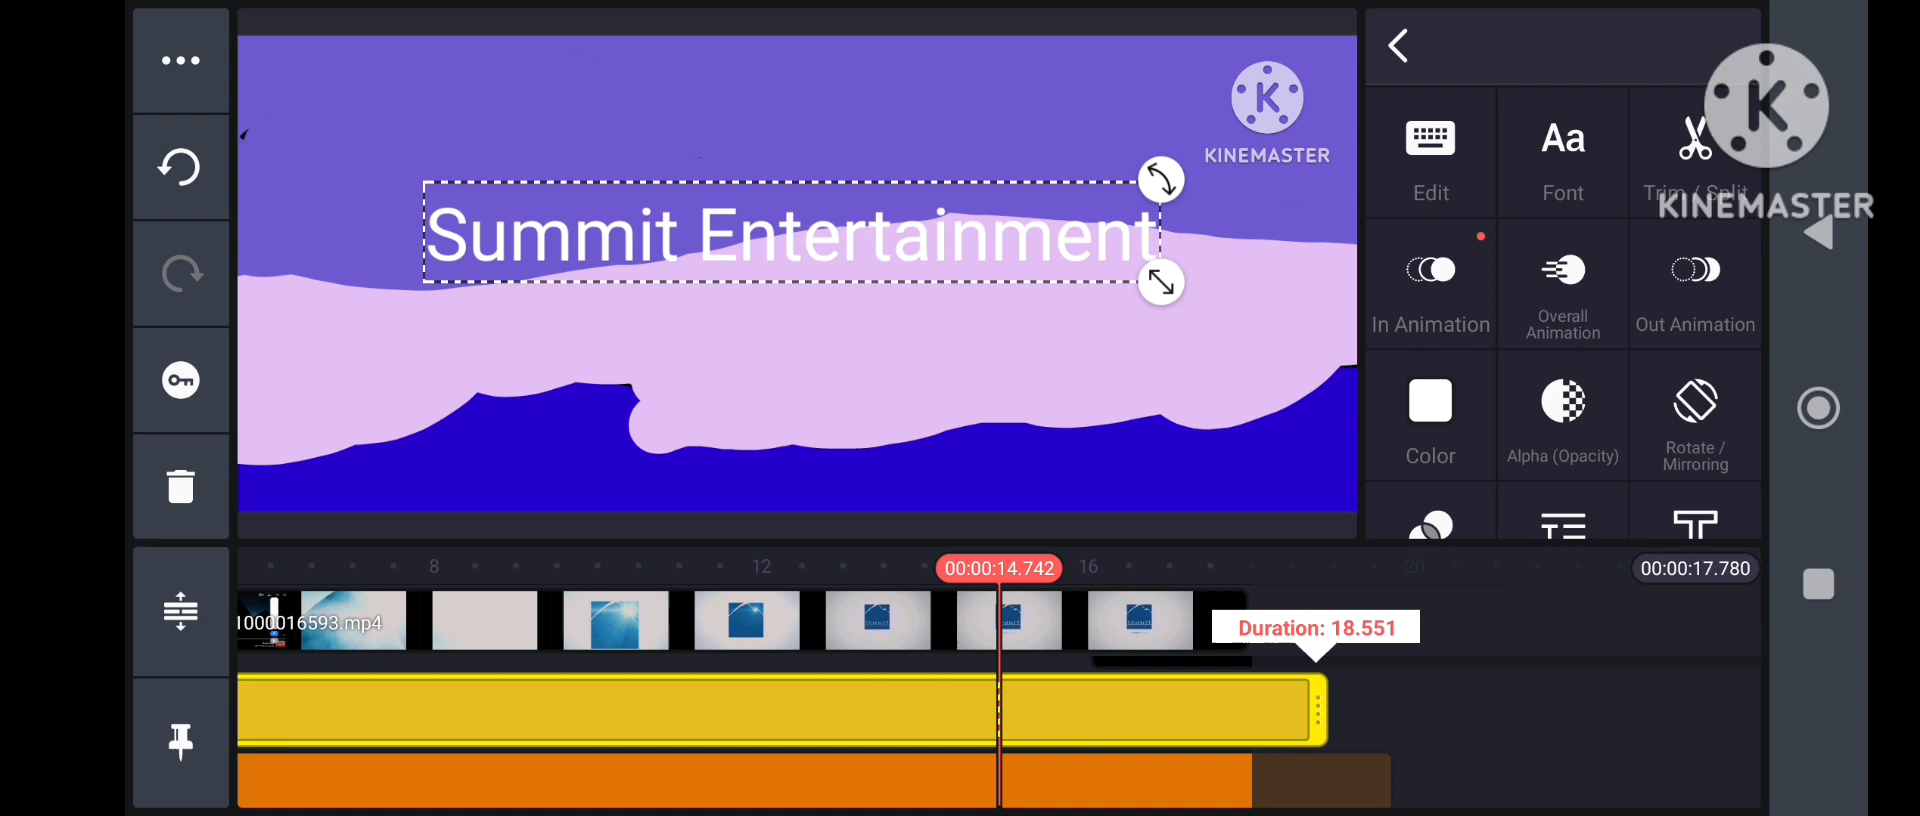 K
KINEMASTER
Summit Entertainment
Edit
Aa
Font
Trim / Split
K
KINEMASTER
In Animation
Overall
Animation
Out Animation
Color
Alpha (Opacity)
Rotate /
Mirroring
8
12
00:00:14.742
16
20
00:00:17.780
1000016593.mp4
Duration: 18.551